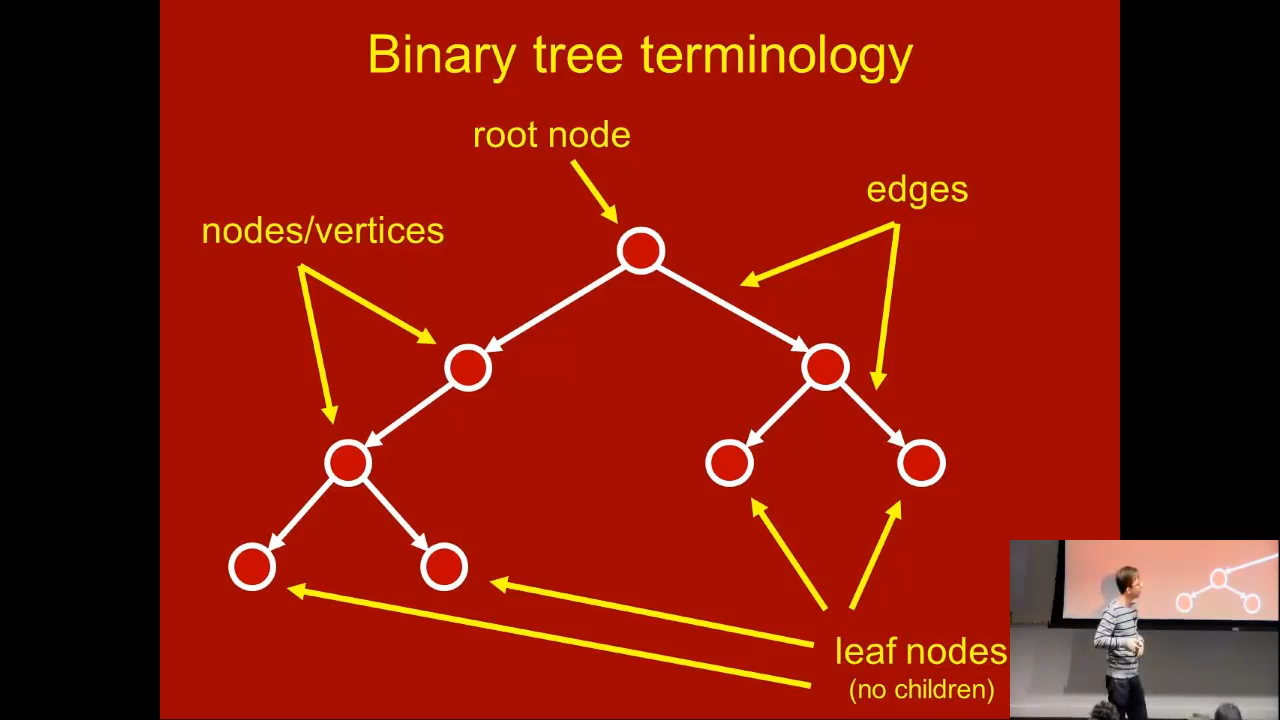 Binary tree terminology
root node
edges
nodes/vertices
leaf nodes
(no children)